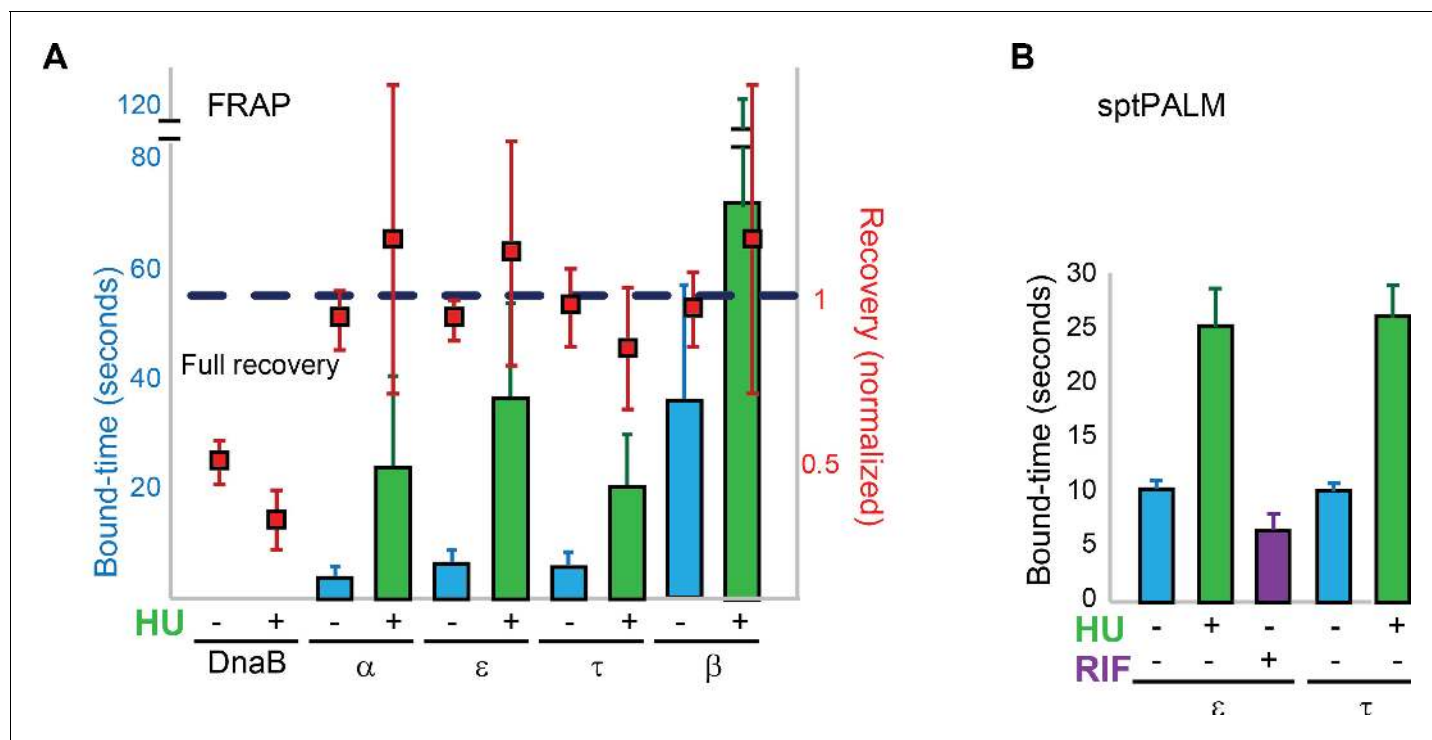 A
FRAP
120
80
60
40
20
Bound-time (seconds)
Full recovery
1
0.5
Recovery (normalized)
HU - + - + - + - + - +
DnaB α ε τ β
B
sptPALM
30
25
20
15
10
5
0
Bound-time (seconds)
HU - + - - +
RIF - - + - -
ε τ